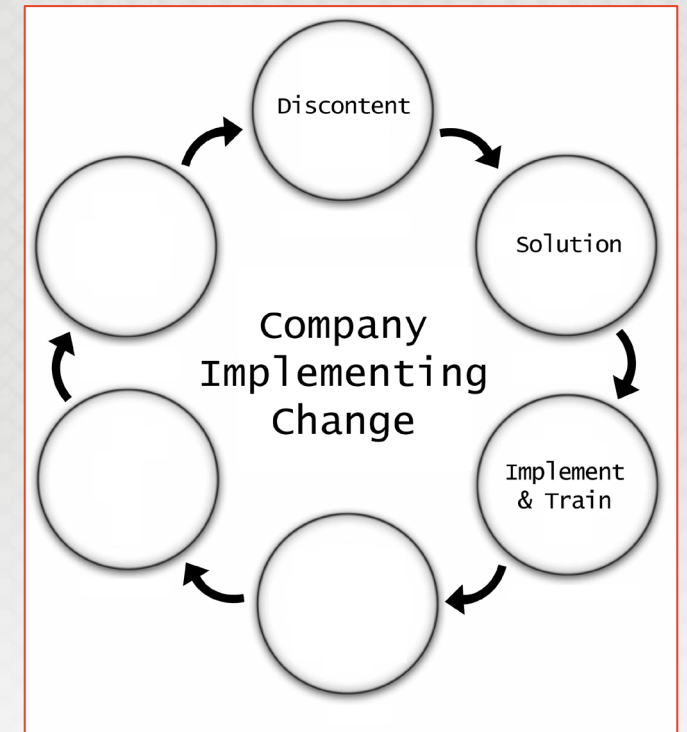 Discontent
Solution
Company
Implementing
Change
Implement
& Train